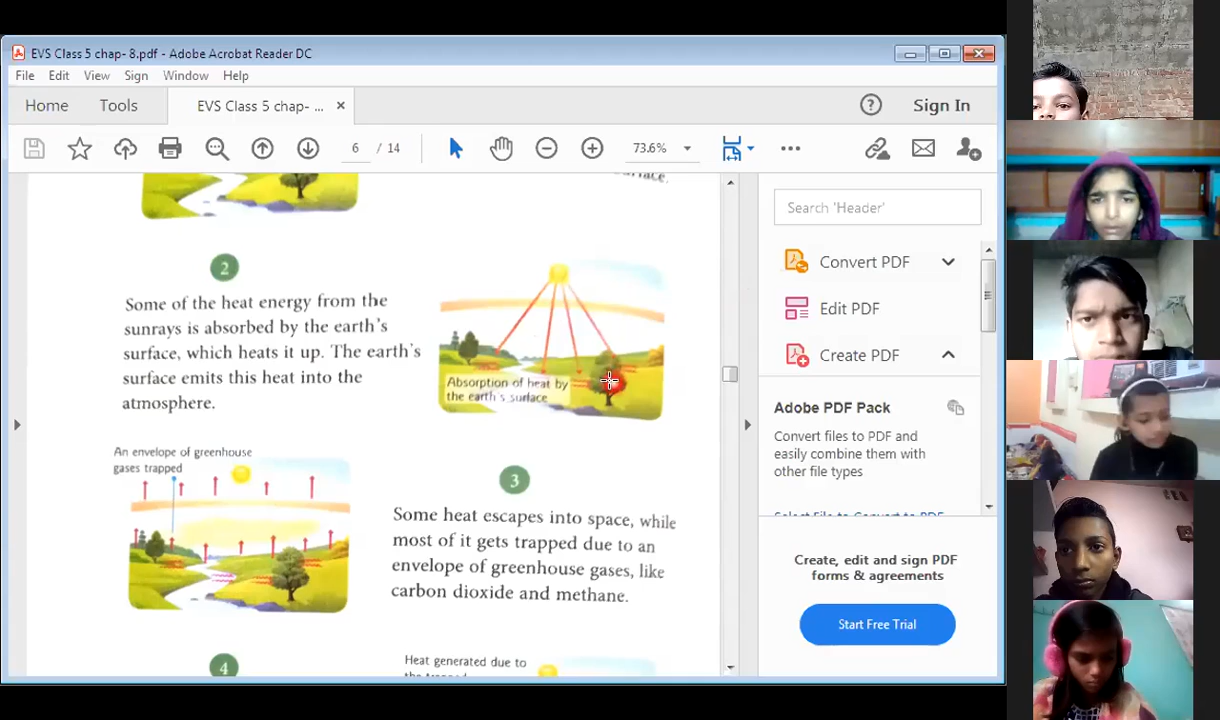 EVS Class 5 chap- 8.pdf - Adobe Acrobat Reader DC
File Edit View Sign Window Help
Home Tools EVS Class 5 chap- ... × ? Sign In
6 / 14 73.6%
Search 'Header'
2
Some of the heat energy from the
sunrays is absorbed by the earth's
surface, which heats it up. The earth's
surface emits this heat into the
atmosphere.
Absorption of heat by
the earth's surface
An envelope of greenhouse
gases trapped
3
Some heat escapes into space, while
most of it gets trapped due to an
envelope of greenhouse gases, like
carbon dioxide and methane.
4
Heat generated due to
Convert PDF
Edit PDF
Create PDF
Adobe PDF Pack
Convert files to PDF and
easily combine them with
other file types
Select File to Convert to PDF
Create, edit and sign PDF
forms & agreements
Start Free Trial